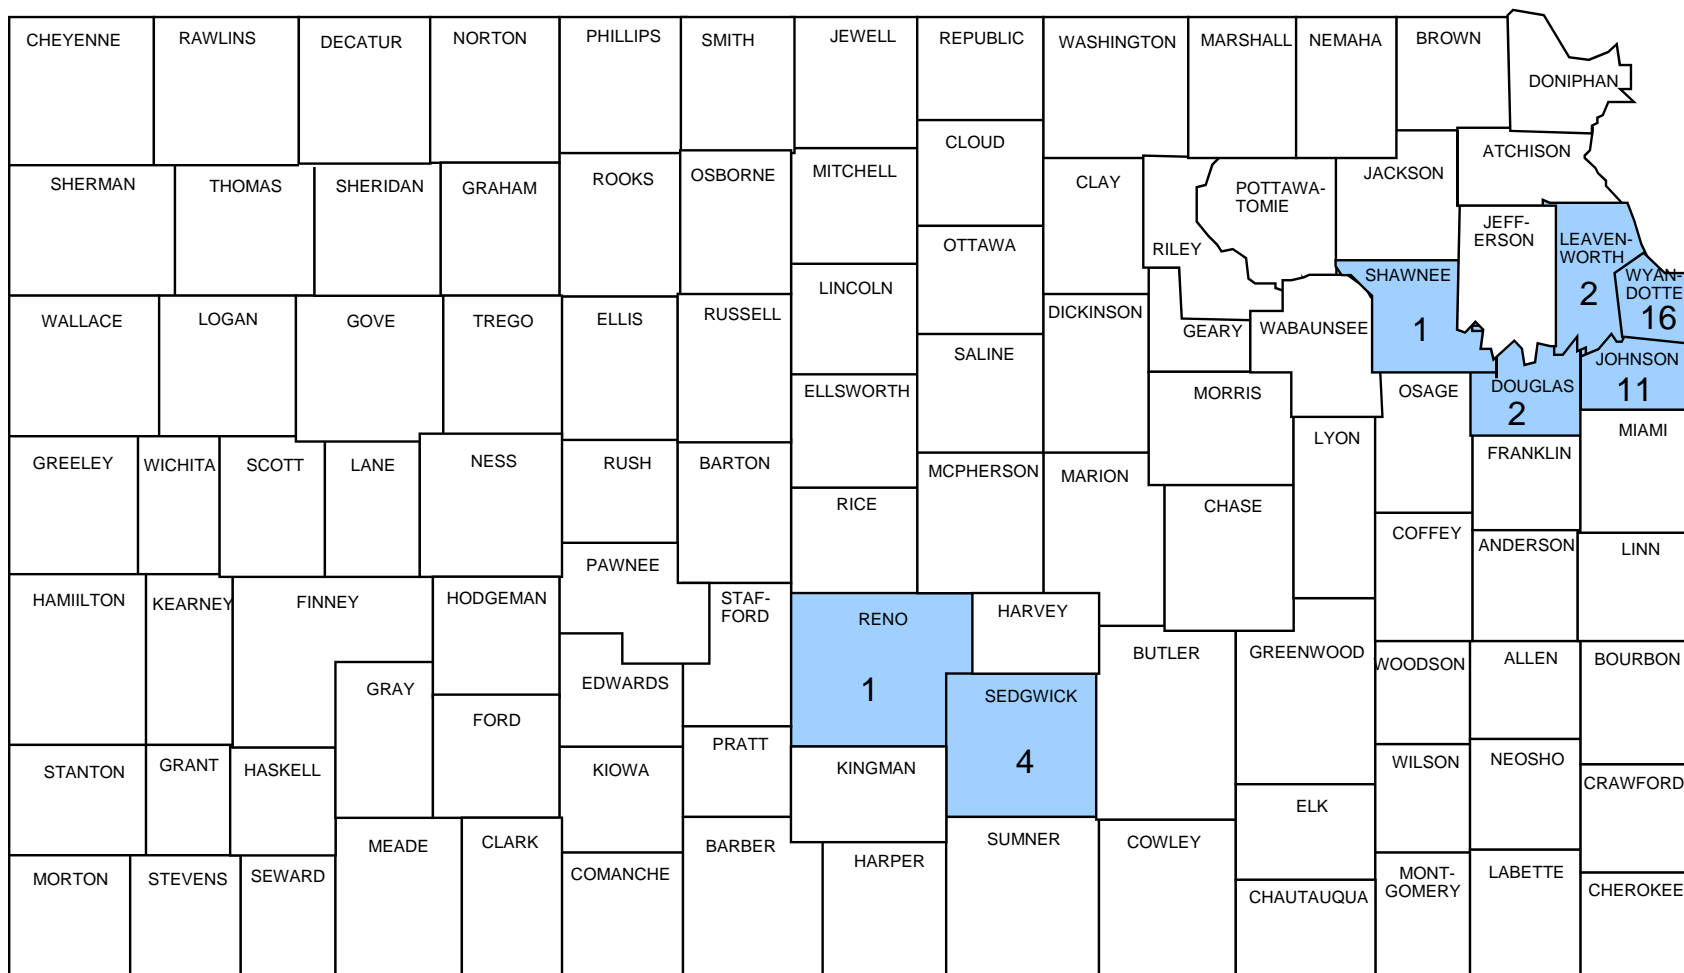 CHEYENNE
RAWLINS
DECATUR
NORTON
PHILLIPS
SMITH
JEWELL
REPUBLIC
WASHINGTON
MARSHALL
NEMAHA
BROWN
DONIPHAN
SHERMAN
THOMAS
SHERIDAN
GRAHAM
ROOKS
OSBORNE
MITCHELL
CLOUD
CLAY
RILEY
POTTAWA-
TOMIE
JACKSON
ATCHISON
JEFF-
ERSON
LEAVEN-
WORTH
2
WYAN-
DOTTE
16
OTTAWA
LINCOLN
SHAWNEE
1
WALLACE
LOGAN
GOVE
TREGO
ELLIS
RUSSELL
DICKINSON
GEARY
WABAUNSEE
SALINE
ELLSWORTH
MORRIS
OSAGE
DOUGLAS
2
JOHNSON
11
GREELEY
WICHITA
SCOTT
LANE
NESS
RUSH
BARTON
RICE
MCPHERSON
MARION
CHASE
LYON
FRANKLIN
MIAMI
COFFEY
ANDERSON
LINN
HAMIILTON
KEARNEY
FINNEY
HODGEMAN
PAWNEE
STAF-
FORD
RENO
1
HARVEY
BUTLER
GREENWOOD
WOODSON
ALLEN
BOURBON
GRAY
FORD
EDWARDS
SEDGWICK
4
STANTON
GRANT
HASKELL
KIOWA
PRATT
KINGMAN
ELK
WILSON
NEOSHO
CRAWFORD
MORTON
STEVENS
SEWARD
MEADE
CLARK
COMANCHE
BARBER
HARPER
SUMNER
COWLEY
CHAUTAUQUA
MONT-
GOMERY
LABETTE
CHEROKEE